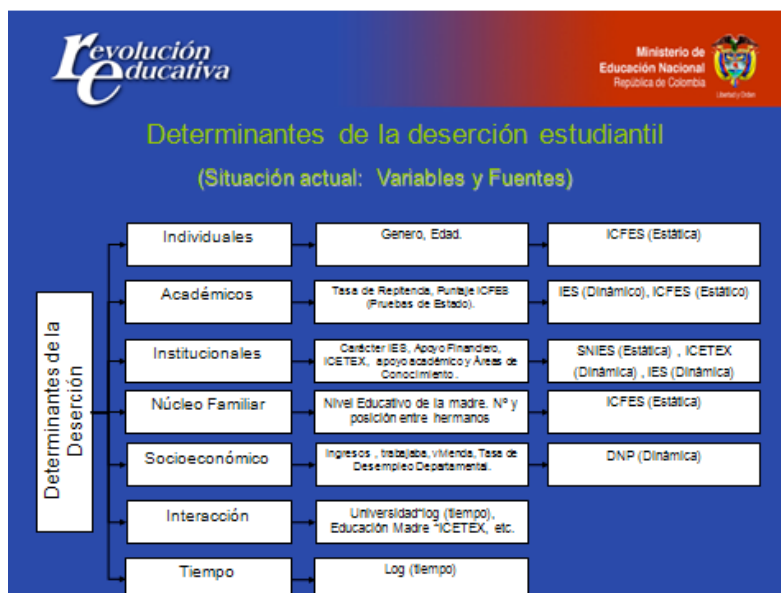 revolución
educativa
Ministerio de
Educación Nacional
República de Colombia
Libertad y Orden
Determinantes de la deserción estudiantil
(Situación actual: Variables y Fuentes)
Determinantes de la
Deserción
Individuales
Genero, Edad.
ICFES (Estática)
Académicos
Tasa de Repitencia, Puntaje ICFES
(Pruebas de Estado).
IES (Dinámico), ICFES (Estático)
Institucionales
Carácter IES, Apoyo Financiero,
ICETEX, apoyo académico y Áreas de
Conocimiento.
SNIES (Estática) , ICETEX
(Dinámica) , IES (Dinámica)
Núcleo Familiar
Nivel Educativo de la madre. Nº y
posición entre hermanos
ICFES (Estática)
Socioeconómico
Ingresos , trabajaba, vivienda, Tasa de
Desempleo Departamental.
DNP (Dinámica)
Interacción
Universidad*log (tiempo),
Educación Madre *ICETEX, etc.
Tiempo
Log (tiempo)